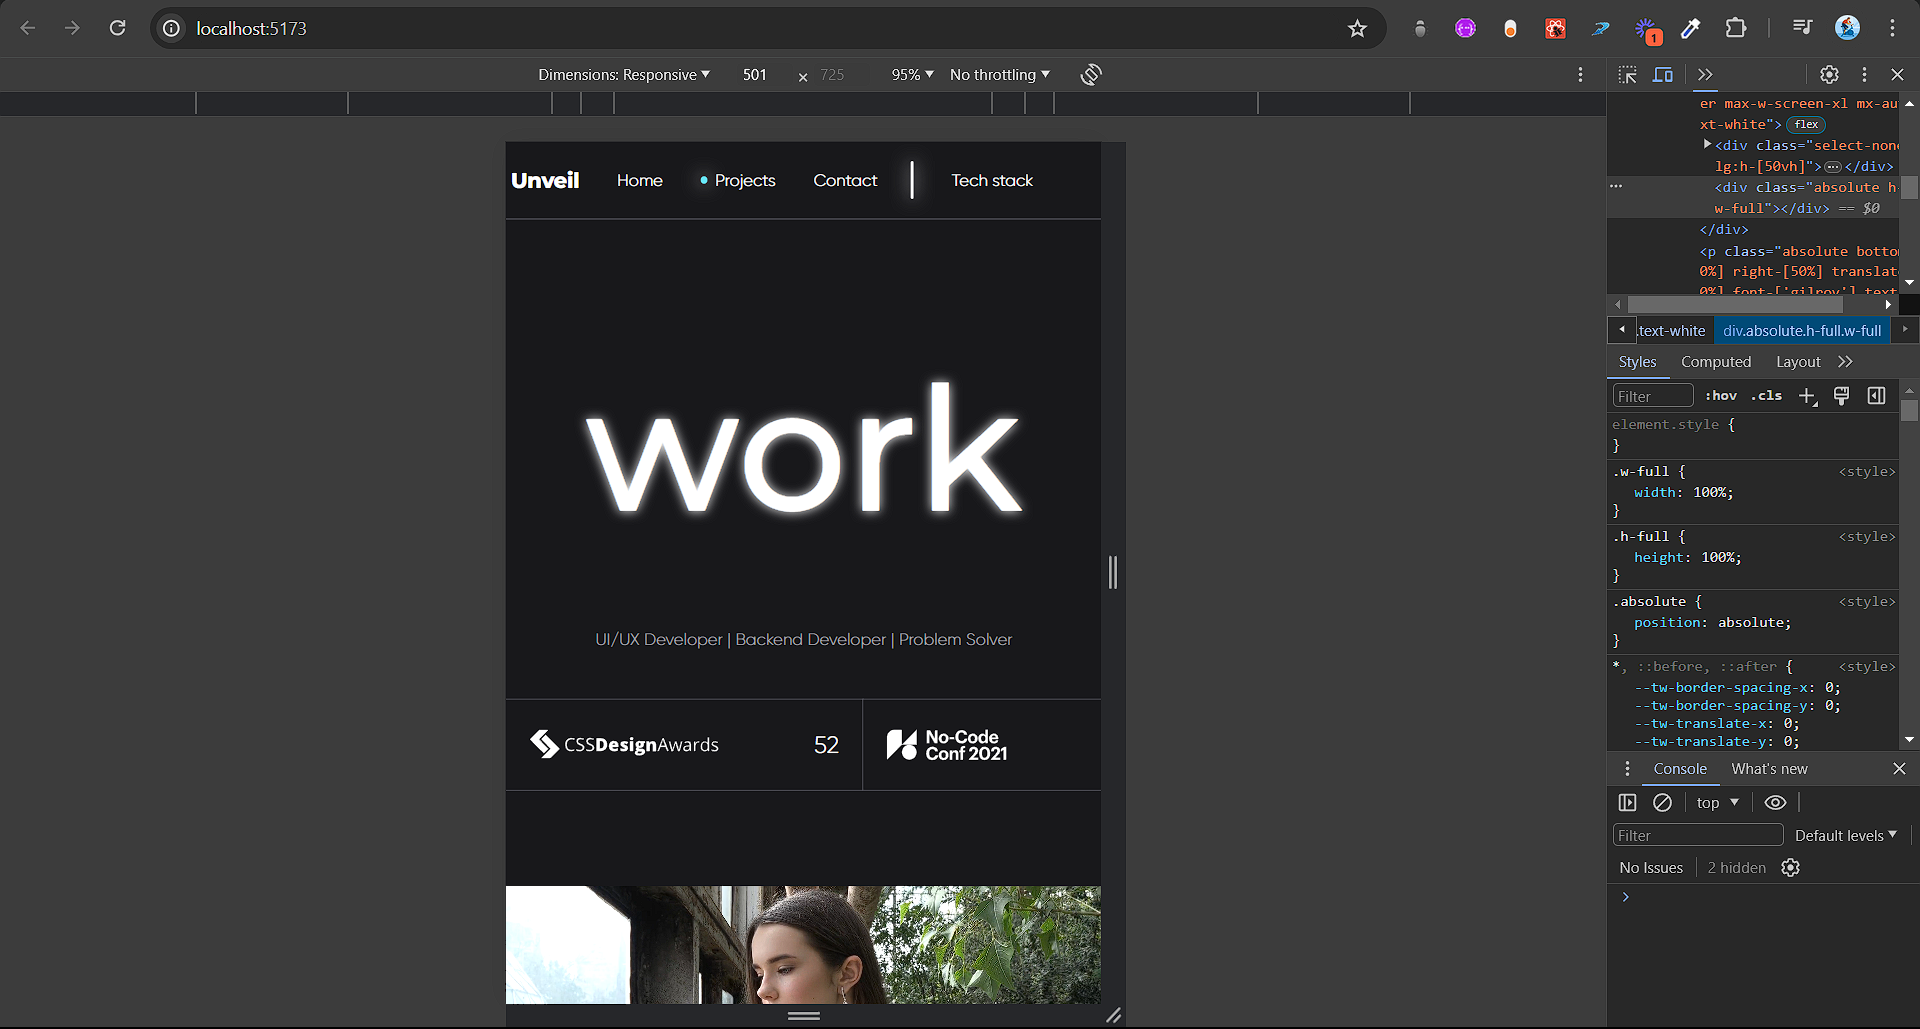 localhost:5173
1
Dimensions: Responsive 501 × 725 95% No throttling
Unveil Home Projects Contact Tech stack
work
UI/UX Developer | Backend Developer | Problem Solver
CSSDesignAwards 52
No-Code
Conf 2021
er max-w-screen-xl mx-au
xt-white"> flex
<div class="select-none
lg:h-[50vh]"> … </div>
… <div class="absolute h-
w-full"></div> == $0
</div>
<p class="absolute bottom
0%] right-[50%] translat
0%] font-['gilroy'] text
.text-white div.absolute.h-full.w-full
Styles Computed Layout
Filter :hov .cls
element.style {
}
.w-full { <style>
width: 100%;
}
.h-full { <style>
height: 100%;
}
.absolute { <style>
position: absolute;
}
*, ::before, ::after { <style>
--tw-border-spacing-x: 0;
--tw-border-spacing-y: 0;
--tw-translate-x: 0;
--tw-translate-y: 0;
Console What's new
top
Filter Default levels
No Issues 2 hidden